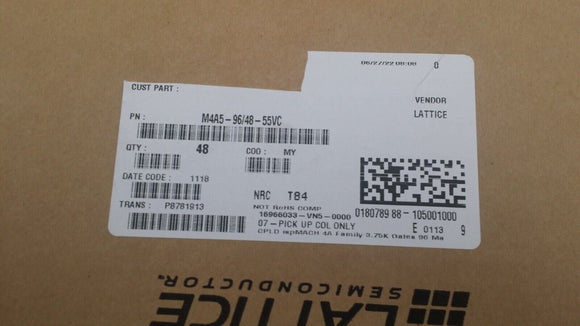 06/27/22 08:08 0
CUST PART :
VENDOR
LATTICE
PN : M4A5-96/48-55VC
QTY : 48 COO : MY
DATE CODE : 1118
NRC T84
TRANS : P8781913
NOT RoHS COMP
16966033-VN5-0000
0180789 88-105001000
07-PICK UP COL ONLY
E 0113 9
CPLD ispMACH 4A Family 3.75K Gates 96 Ma
LATTICE
SEMICONDUCTOR